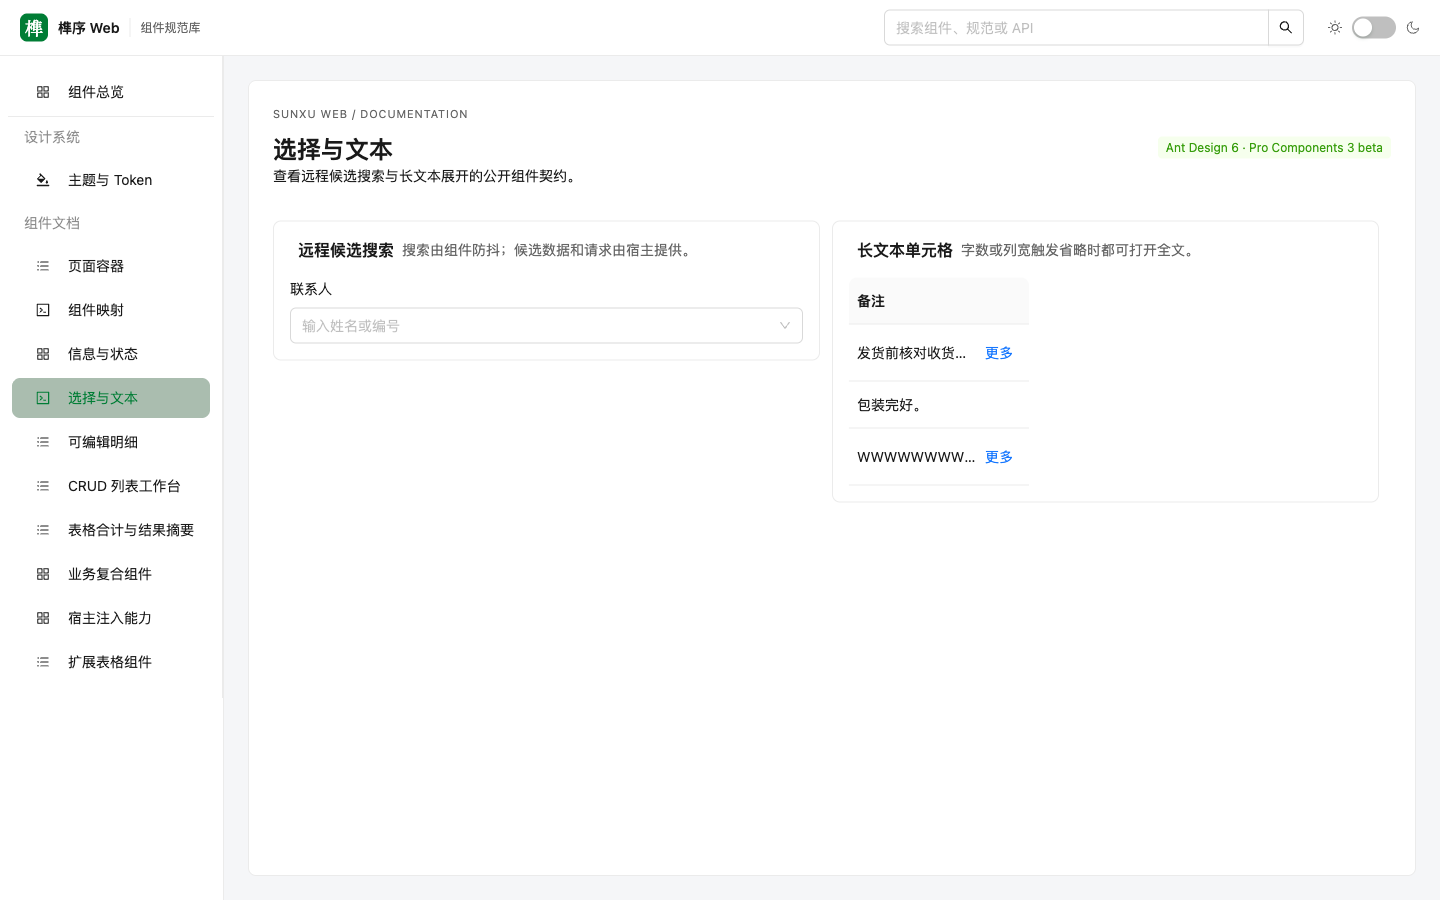 榫 榫序 Web 组件规范库
搜索组件、规范或 API
组件总览
设计系统
主题与 Token
组件文档
页面容器
组件映射
信息与状态
选择与文本
可编辑明细
CRUD 列表工作台
表格合计与结果摘要
业务复合组件
宿主注入能力
扩展表格组件
SUNXU WEB / DOCUMENTATION
选择与文本
Ant Design 6 · Pro Components 3 beta
查看远程候选搜索与长文本展开的公开组件契约。
远程候选搜索 搜索由组件防抖；候选数据和请求由宿主提供。
联系人
输入姓名或编号
长文本单元格 字数或列宽触发省略时都可打开全文。
备注
发货前核对收货... 更多
包装完好。
WWWWWWWW... 更多